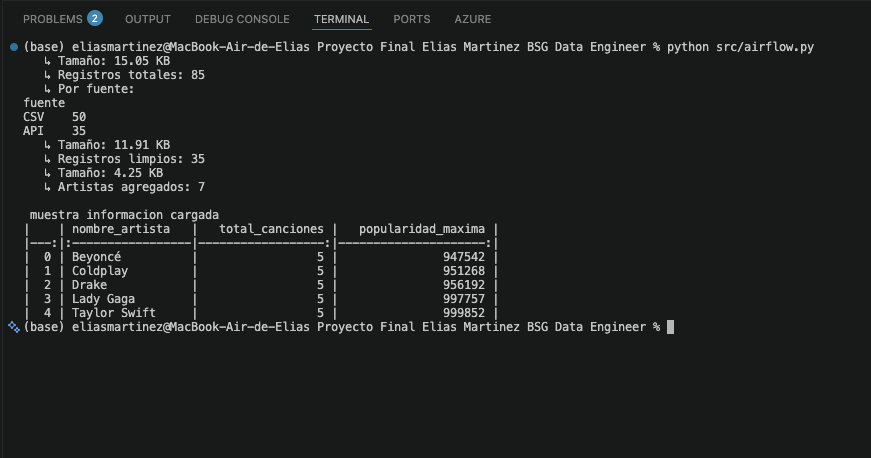 PROBLEMS 2 OUTPUT DEBUG CONSOLE TERMINAL PORTS AZURE
(base) eliasmartinez@MacBook-Air-de-Elias Proyecto Final Elias Martinez BSG Data Engineer % python src/airflow.py
↳ Tamaño: 15.05 KB
↳ Registros totales: 85
↳ Por fuente:
fuente
CSV    50
API    35
↳ Tamaño: 11.91 KB
↳ Registros limpios: 35
↳ Tamaño: 4.25 KB
↳ Artistas agregados: 7
muestra informacion cargada
|    | nombre_artista   |   total_canciones |   popularidad_maxima |
|---:|:-----------------|------------------:|---------------------:|
|  0 | Beyoncé          |                 5 |               947542 |
|  1 | Coldplay         |                 5 |               951268 |
|  2 | Drake            |                 5 |               956192 |
|  3 | Lady Gaga        |                 5 |               997757 |
|  4 | Taylor Swift     |                 5 |               999852 |
(base) eliasmartinez@MacBook-Air-de-Elias Proyecto Final Elias Martinez BSG Data Engineer %